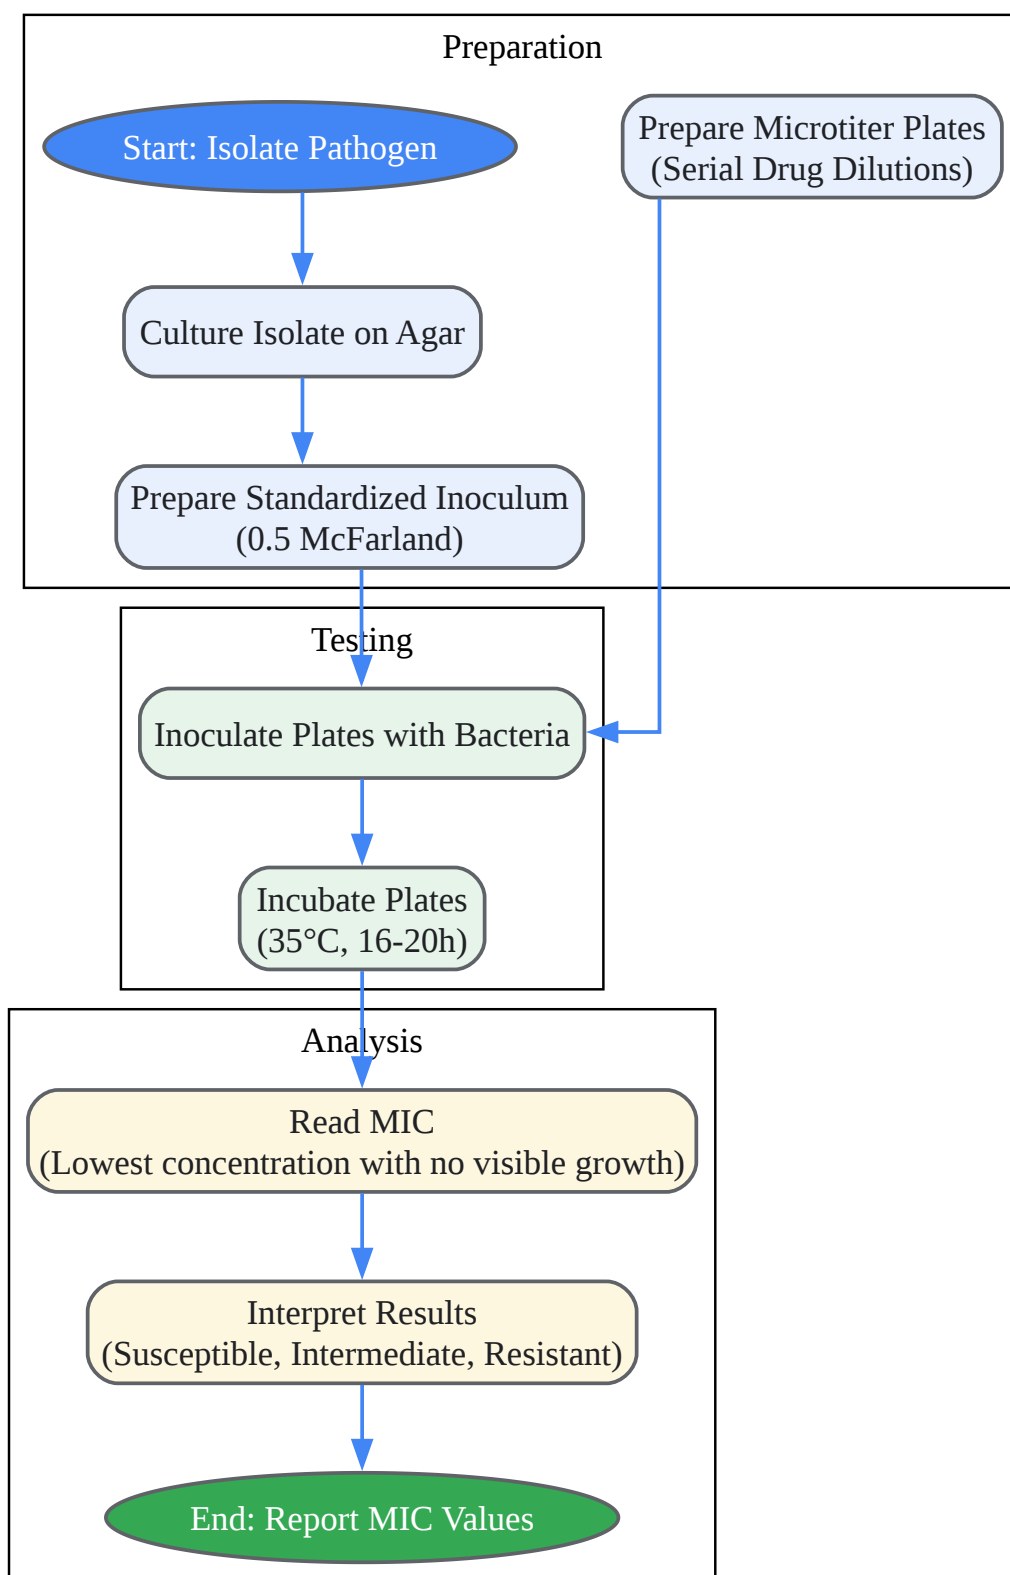 Preparation
Start: Isolate Pathogen
Prepare Microtiter Plates
(Serial Drug Dilutions)
Culture Isolate on Agar
Prepare Standardized Inoculum
(0.5 McFarland)
Testing
Inoculate Plates with Bacteria
Incubate Plates
(35°C, 16-20h)
Analysis
Read MIC
(Lowest concentration with no visible growth)
Interpret Results
(Susceptible, Intermediate, Resistant)
End: Report MIC Values